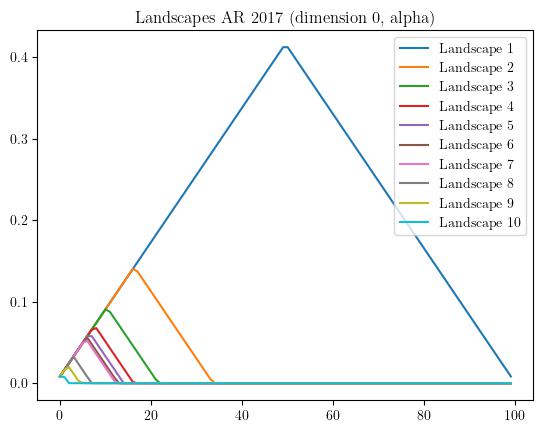 Landscapes AR 2017 (dimension 0, alpha)
Landscape 1
Landscape 2
Landscape 3
Landscape 4
Landscape 5
Landscape 6
Landscape 7
Landscape 8
Landscape 9
Landscape 10
0.4
0.3
0.2
0.1
0.0
0 20 40 60 80 100